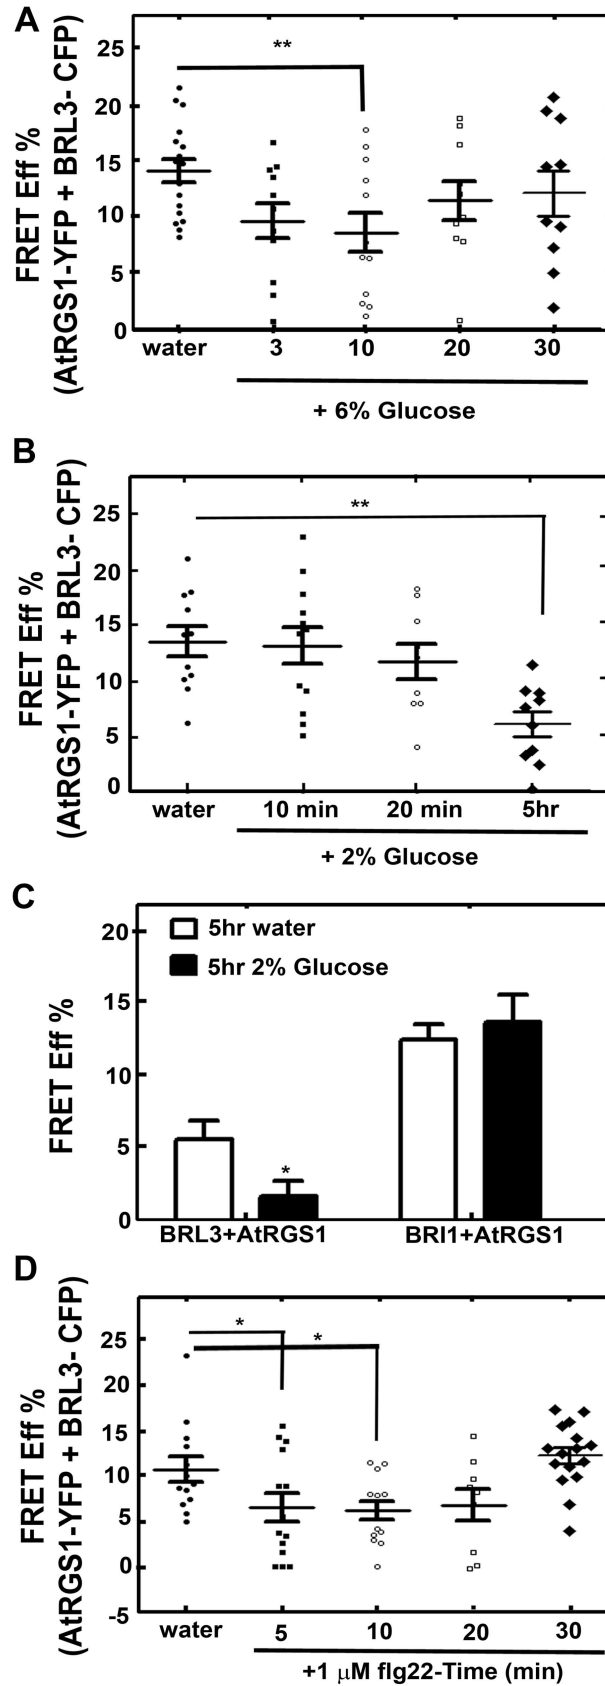 A
FRET Eff %
(AtRGS1-YFP + BRL3- CFP)
25
20
15
10
5
0
**
water 3 10 20 30
+ 6% Glucose
B
FRET Eff %
(AtRGS1-YFP + BRL3- CFP)
25
20
15
10
5
0
**
water 10 min 20 min 5hr
+ 2% Glucose
C
FRET Eff %
20
15
10
5
0
5hr water
5hr 2% Glucose
*
BRL3+AtRGS1 BRI1+AtRGS1
D
FRET Eff %
(AtRGS1-YFP + BRL3- CFP)
25
20
15
10
5
0
-5
*
*
water 5 10 20 30
+1 μM flg22-Time (min)